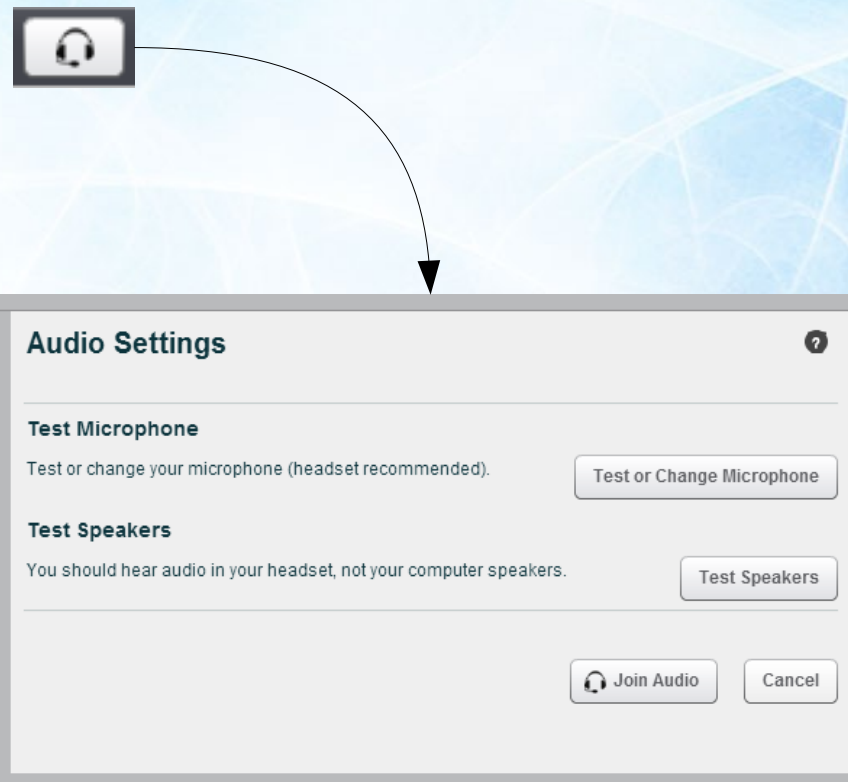 Audio Settings
?
Test Microphone
Test or change your microphone (headset recommended).
Test or Change Microphone
Test Speakers
You should hear audio in your headset, not your computer speakers.
Test Speakers
Join Audio
Cancel